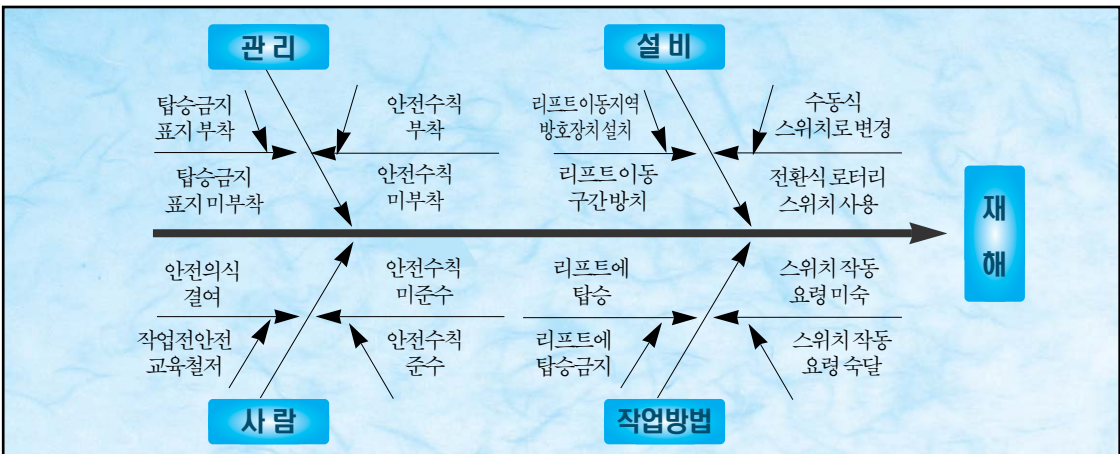 관 리
설 비
탑승금지
표지 부착
안전수칙
부착
리프트 이동지역
방호장치 설치
수동식
스위치로 변경
탑승금지
표지 미부착
안전수칙
미부착
리프트 이동
구간 방치
전환식 로터리
스위치 사용
재
해
안전의식
결여
안전수칙
미준수
리프트에
탑승
스위치 작동
요령 미숙
작업전안전
교육철저
안전수칙
준수
리프트에
탑승금지
스위치 작동
요령 숙달
사 람
작업방법